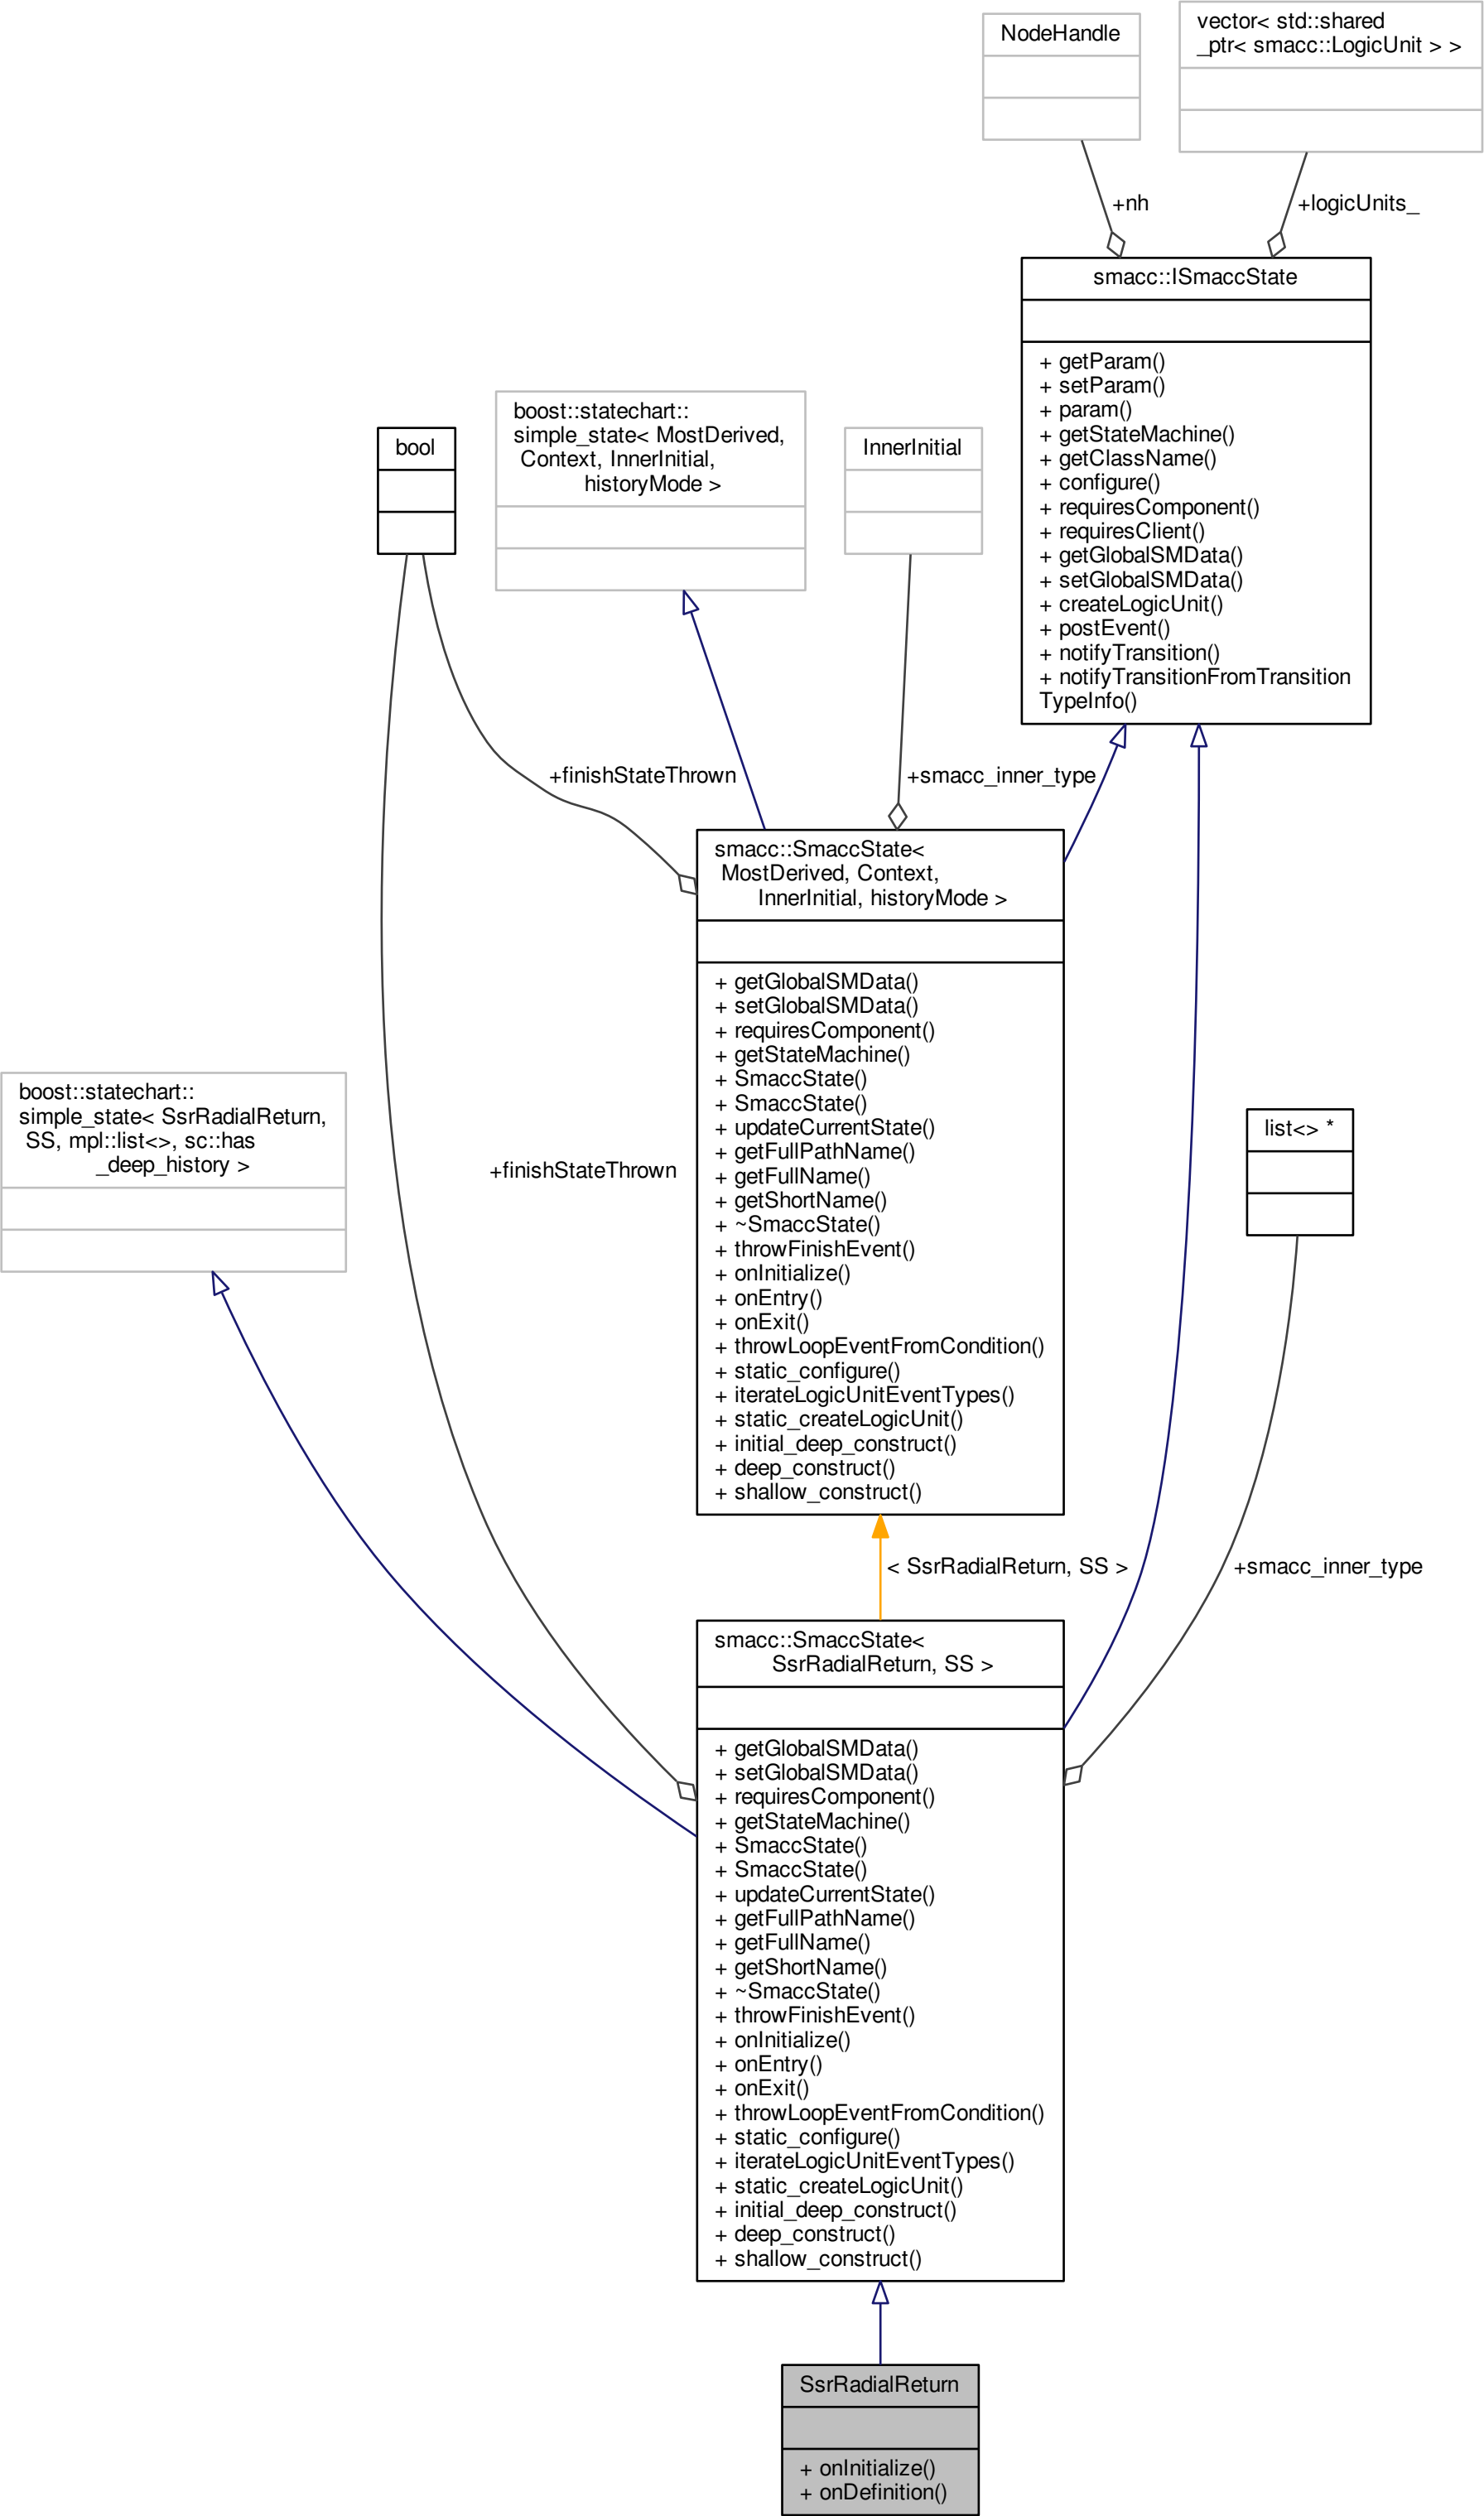 NodeHandle
vector< std::shared
_ptr< smacc::LogicUnit > >
+nh
+logicUnits_
smacc::ISmaccState
+ getParam()
+ setParam()
+ param()
+ getStateMachine()
+ getClassName()
+ configure()
+ requiresComponent()
+ requiresClient()
+ getGlobalSMData()
+ setGlobalSMData()
+ createLogicUnit()
+ postEvent()
+ notifyTransition()
+ notifyTransitionFromTransition
TypeInfo()
bool
boost::statechart::
simple_state< MostDerived,
Context, InnerInitial,
historyMode >
InnerInitial
+finishStateThrown
+smacc_inner_type
smacc::SmaccState<
MostDerived, Context,
InnerInitial, historyMode >
+ getGlobalSMData()
+ setGlobalSMData()
+ requiresComponent()
+ getStateMachine()
+ SmaccState()
+ SmaccState()
+ updateCurrentState()
+ getFullPathName()
+ getFullName()
+ getShortName()
+ ~SmaccState()
+ throwFinishEvent()
+ onInitialize()
+ onEntry()
+ onExit()
+ throwLoopEventFromCondition()
+ static_configure()
+ iterateLogicUnitEventTypes()
+ static_createLogicUnit()
+ initial_deep_construct()
+ deep_construct()
+ shallow_construct()
boost::statechart::
simple_state< SsrRadialReturn,
SS, mpl::list<>, sc::has
_deep_history >
+finishStateThrown
list<> *
< SsrRadialReturn, SS >
+smacc_inner_type
smacc::SmaccState<
SsrRadialReturn, SS >
+ getGlobalSMData()
+ setGlobalSMData()
+ requiresComponent()
+ getStateMachine()
+ SmaccState()
+ SmaccState()
+ updateCurrentState()
+ getFullPathName()
+ getFullName()
+ getShortName()
+ ~SmaccState()
+ throwFinishEvent()
+ onInitialize()
+ onEntry()
+ onExit()
+ throwLoopEventFromCondition()
+ static_configure()
+ iterateLogicUnitEventTypes()
+ static_createLogicUnit()
+ initial_deep_construct()
+ deep_construct()
+ shallow_construct()
SsrRadialReturn
+ onInitialize()
+ onDefinition()